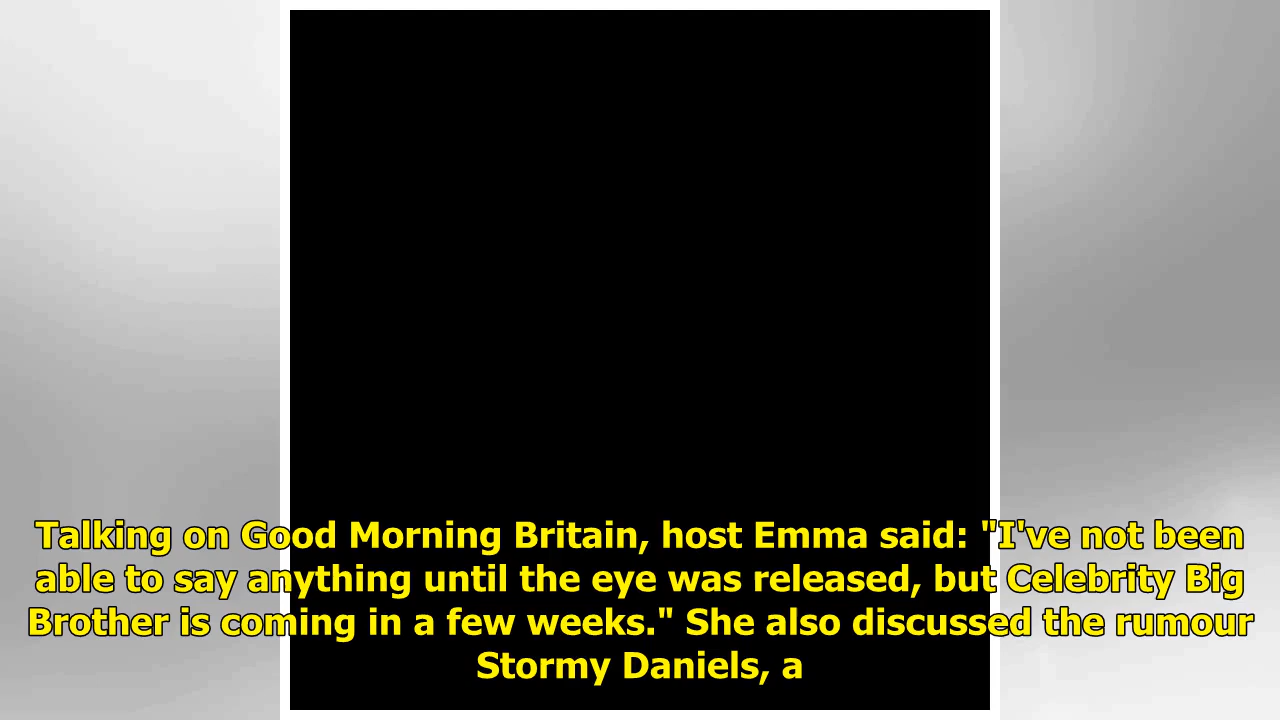 Talking on Good Morning Britain, host Emma said: "I've not been
able to say anything until the eye was released, but Celebrity Big
Brother is coming in a few weeks." She also discussed the rumour
Stormy Daniels, a